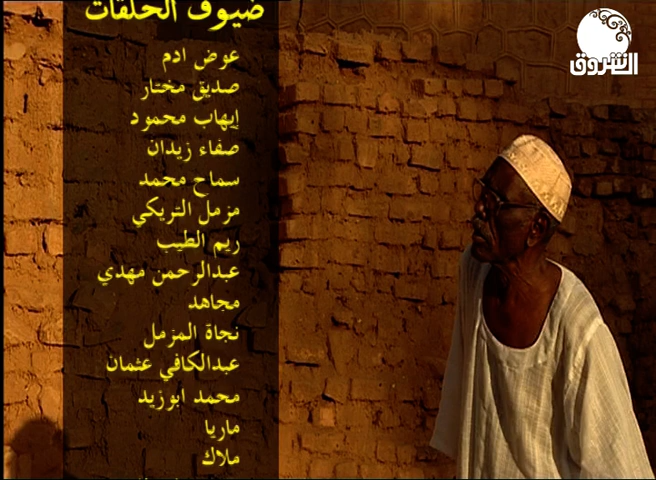 ضيوف الحلقات
الشروق
عوض ادم
صديق مختار
إيهاب محمود
صفاء زيدان
سماح محمد
مزمل التريكي
ريم الطيب
عبدالرحمن مهدي
مجاهد
نجاة المزمل
عبدالكافي عثمان
محمد ابوزيد
ماريا
ملاك